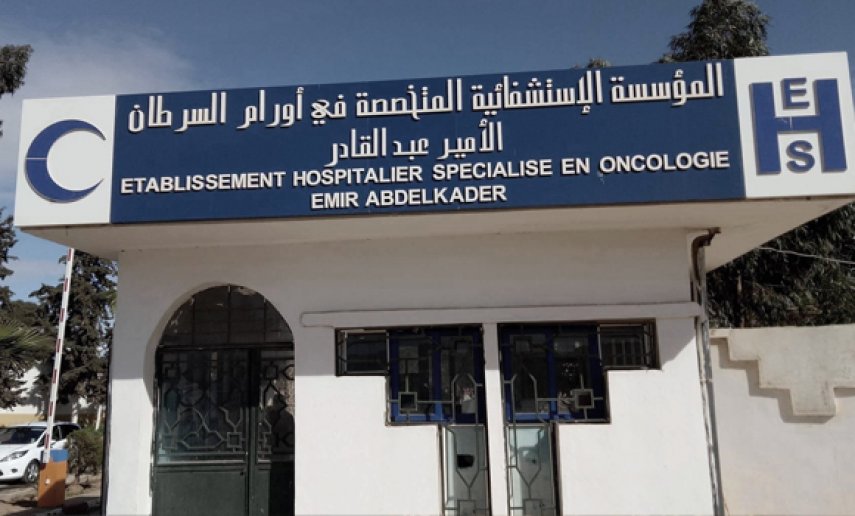 المؤسسة الإستشفائية المتخصصة في أورام السرطان
الأمير عبد القادر
ETABLISSEMENT HOSPITALIER SPECIALISE EN ONCOLOGIE
EMIR ABDELKADER
EHS